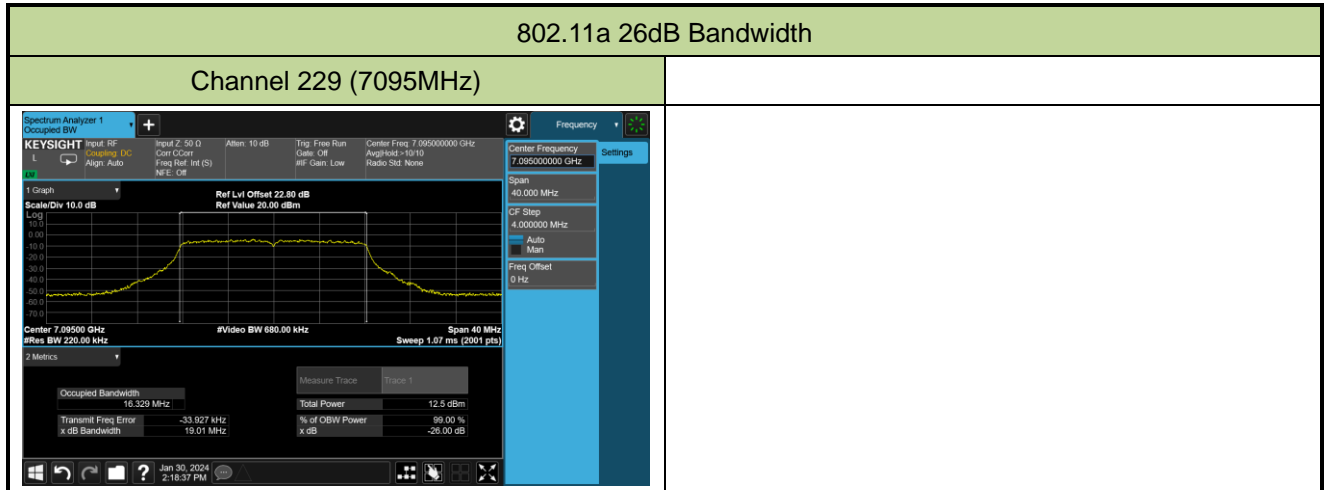 802.11a 26dB Bandwidth
Channel 229 (7095MHz)
Spectrum Analyzer 1
Occupied BW
+
Frequency
KEYSIGHT
L
LXI
Input: RF
Coupling: DC
Align: Auto
Input Z: 50 Ω
Corr CCorr
Freq Ref: Int (S)
NFE: Off
Atten: 10 dB
Trig: Free Run
Gate: Off
#IF Gain: Low
Center Freq: 7.095000000 GHz
Avg|Hold:>10/10
Radio Std: None
Center Frequency
7.095000000 GHz
Settings
Span
40.000 MHz
CF Step
4.000000 MHz
Auto
Man
Freq Offset
0 Hz
1 Graph
Scale/Div 10.0 dB
Ref Lvl Offset 22.80 dB
Ref Value 20.00 dBm
Log
10.0
0.00
-10.0
-20.0
-30.0
-40.0
-50.0
-60.0
-70.0
Center 7.09500 GHz
#Res BW 220.00 kHz
#Video BW 680.00 kHz
Span 40 MHz
Sweep 1.07 ms (2001 pts)
2 Metrics
Measure Trace
Trace 1
Occupied Bandwidth
16.329 MHz
Total Power 12.5 dBm
Transmit Freq Error -33.927 kHz
% of OBW Power 99.00 %
x dB Bandwidth 19.01 MHz
x dB -26.00 dB
?
Jan 30, 2024
2:18:37 PM